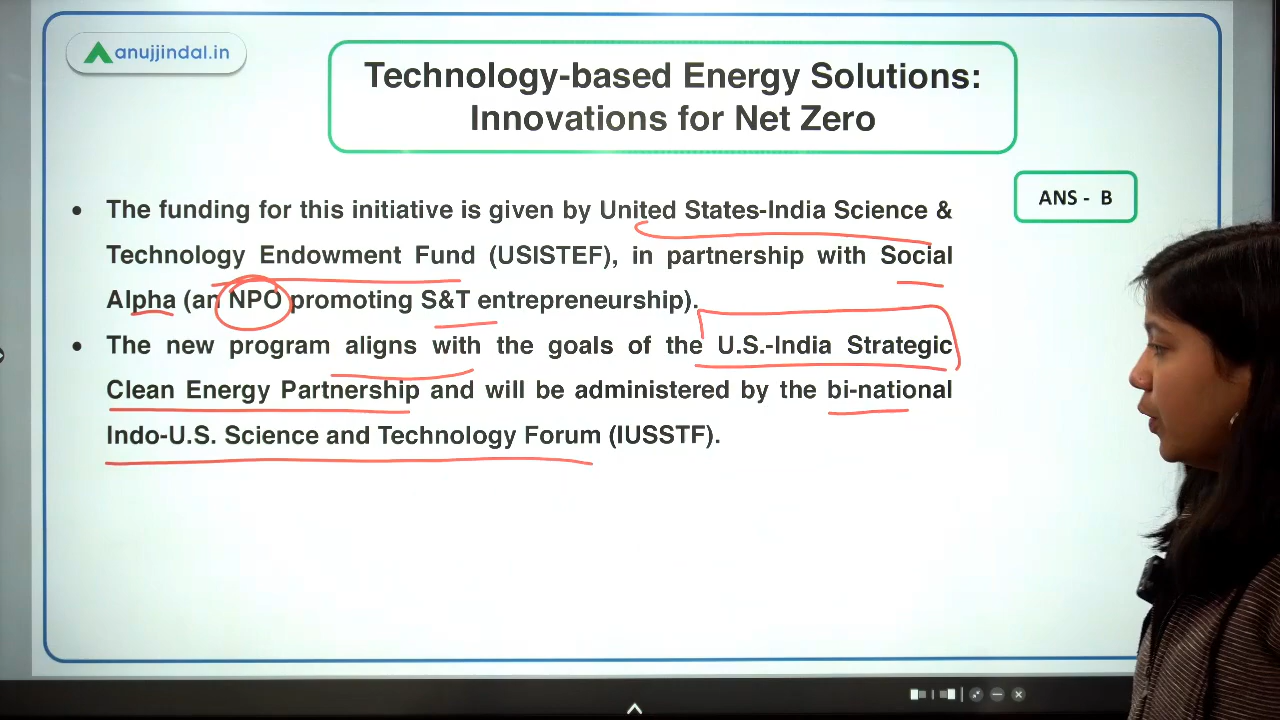 anujjindal.in
Technology-based Energy Solutions:
Innovations for Net Zero
ANS - B
• The funding for this initiative is given by United States-India Science &
Technology Endowment Fund (USISTEF), in partnership with Social
Alpha (an NPO promoting S&T entrepreneurship).
• The new program aligns with the goals of the U.S.-India Strategic
Clean Energy Partnership and will be administered by the bi-national
Indo-U.S. Science and Technology Forum (IUSSTF).